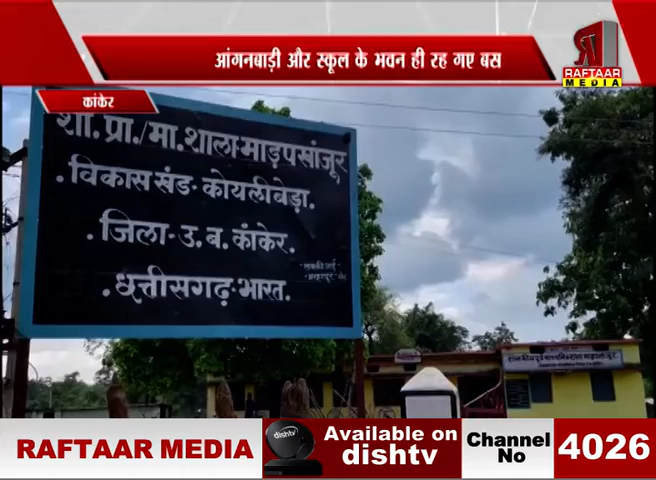 आंगनबाड़ी और स्कूल के भवन ही रह गए बस
RAFTAAR
MEDIA
कांकेर
शा. प्रा./मा. शाला माड़पसांजूर
. विकास खंड - कोयलीबेड़ा.
. जिला - उ. ब. कांकेर.
. छत्तीसगढ़ - भारत.
RAFTAAR MEDIA
dishtv
Available on
dishtv
Channel
No
4026